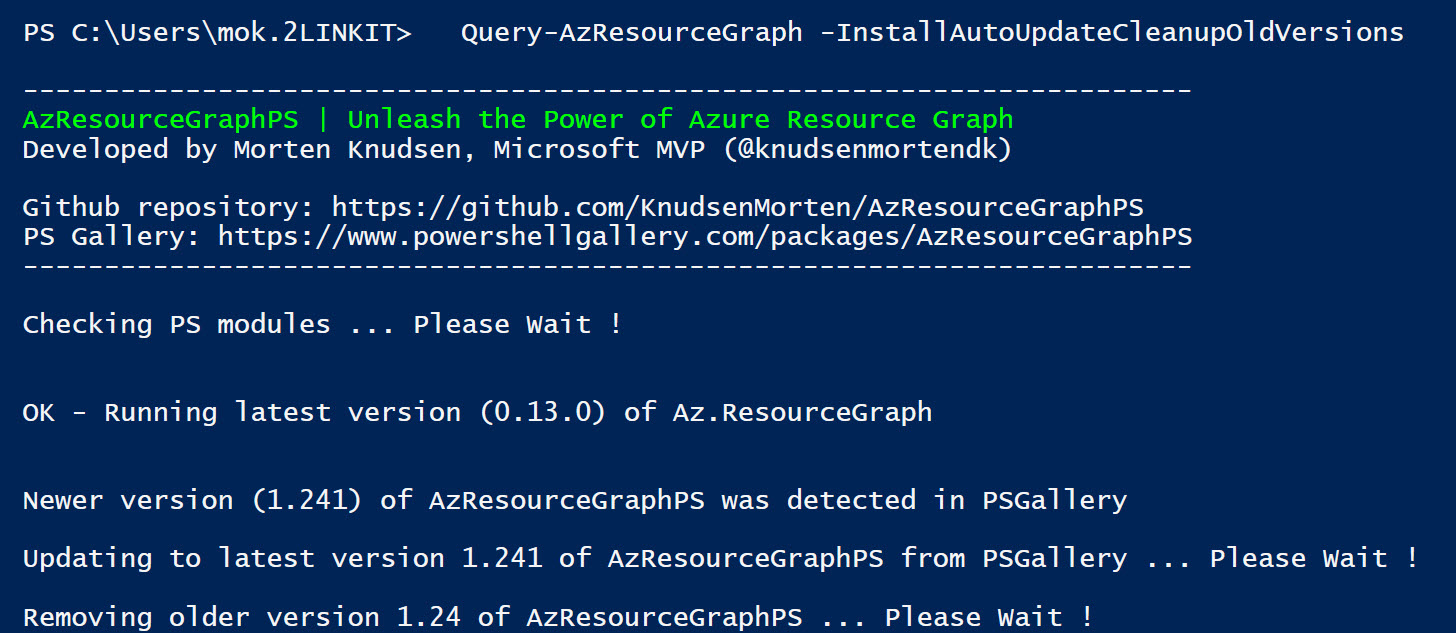 PS C:\Users\mok.2LINKIT>   Query-AzResourceGraph -InstallAutoUpdateCleanupOldVersions
------------------------------------------------------------------------
AzResourceGraphPS | Unleash the Power of Azure Resource Graph
Developed by Morten Knudsen, Microsoft MVP (@knudsenmortendk)
Github repository: https://github.com/KnudsenMorten/AzResourceGraphPS
PS Gallery: https://www.powershellgallery.com/packages/AzResourceGraphPS
------------------------------------------------------------------------
Checking PS modules ... Please Wait !
OK - Running latest version (0.13.0) of Az.ResourceGraph
Newer version (1.241) of AzResourceGraphPS was detected in PSGallery
Updating to latest version 1.241 of AzResourceGraphPS from PSGallery ... Please Wait !
Removing older version 1.24 of AzResourceGraphPS ... Please Wait !